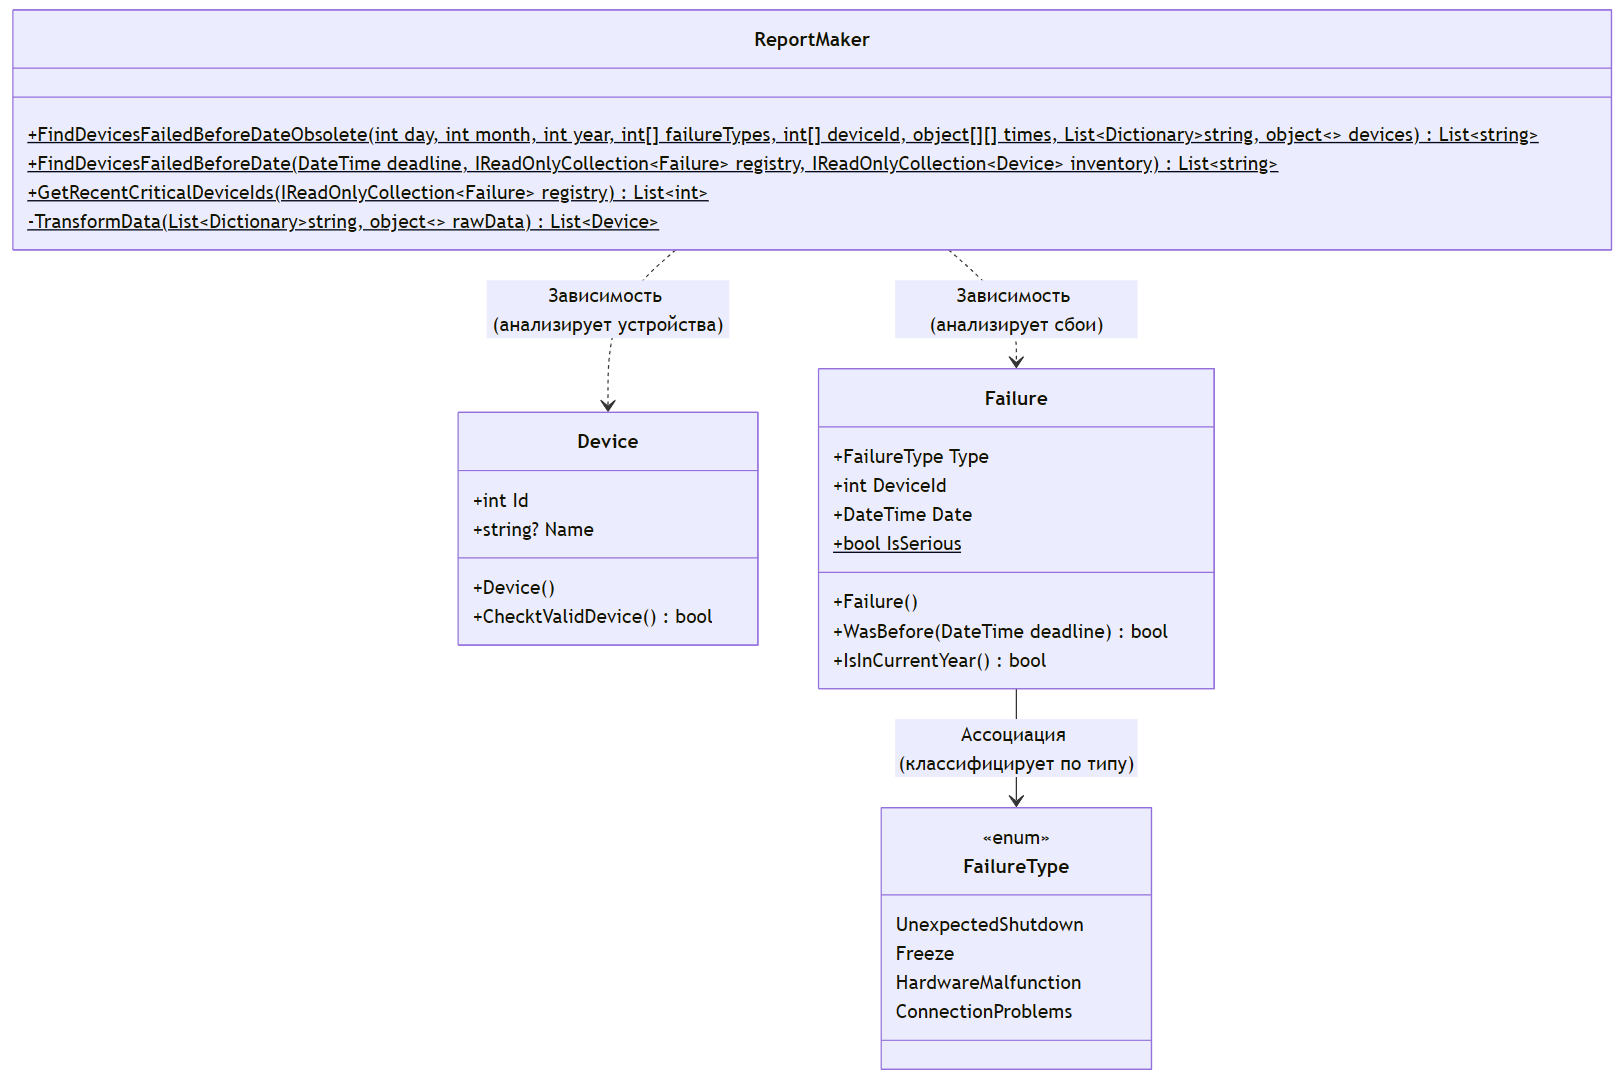 ReportMaker
+FindDevicesFailedBeforeDateObsolete(int day, int month, int year, int[] failureTypes, int[] deviceId, object[][] times, List<Dictionary>string, object<> devices) : List<string>
+FindDevicesFailedBeforeDate(DateTime deadline, IReadOnlyCollection<Failure> registry, IReadOnlyCollection<Device> inventory) : List<string>
+GetRecentCriticalDeviceIds(IReadOnlyCollection<Failure> registry) : List<int>
-TransformData(List<Dictionary>string, object<> rawData) : List<Device>
Зависимость
(анализирует устройства)
Зависимость
(анализирует сбои)
Device
+int Id
+string? Name
+Device()
+ChecktValidDevice() : bool
Failure
+FailureType Type
+int DeviceId
+DateTime Date
+bool IsSerious
+Failure()
+WasBefore(DateTime deadline) : bool
+IsInCurrentYear() : bool
Ассоциация
(классифицирует по типу)
«enum»
FailureType
UnexpectedShutdown
Freeze
HardwareMalfunction
ConnectionProblems